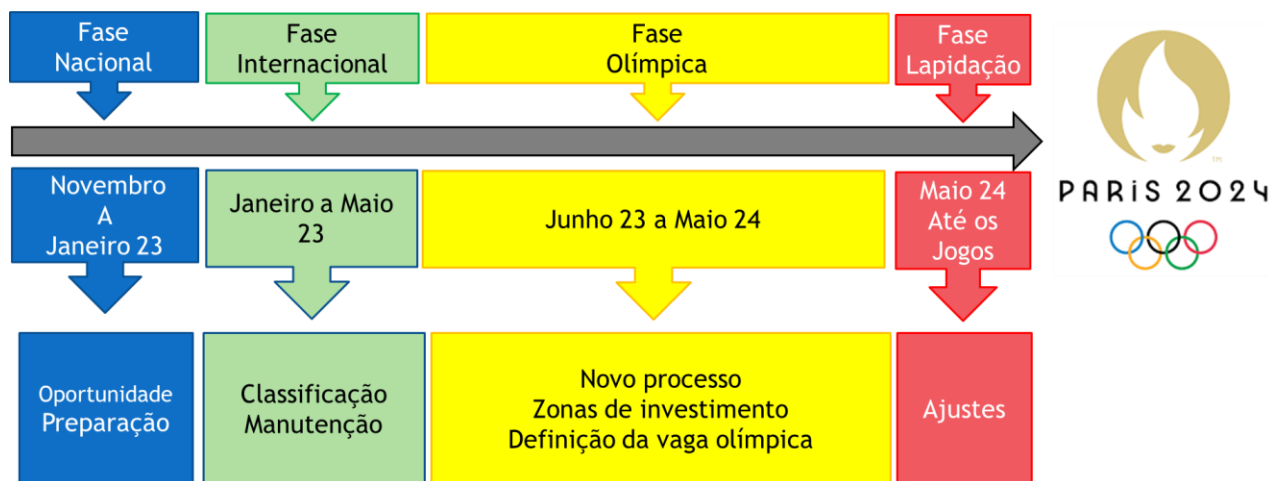 Fase
Nacional
Fase
Internacional
Fase
Olímpica
Fase
Lapidação
Novembro
A
Janeiro 23
Janeiro a Maio
23
Junho 23 a Maio 24
Maio 24
Até os
Jogos
PARiS 2024
Oportunidade
Preparação
Classificação
Manutenção
Novo processo
Zonas de investimento
Definição da vaga olímpica
Ajustes